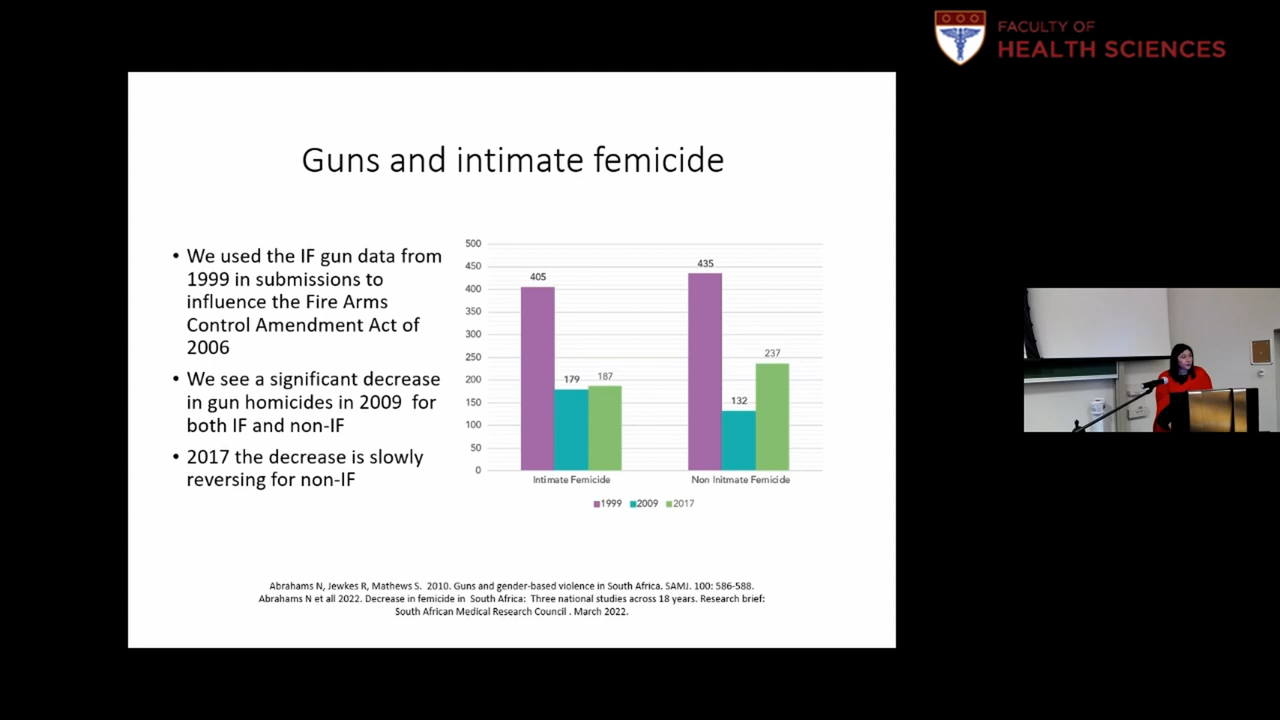 FACULTY OF
HEALTH SCIENCES
Guns and intimate femicide
• We used the IF gun data from
1999 in submissions to
influence the Fire Arms
Control Amendment Act of
2006
• We see a significant decrease
in gun homicides in 2009 for
both IF and non-IF
• 2017 the decrease is slowly
reversing for non-IF
500
450
400
350
300
250
200
150
100
50
0
405
179
187
435
132
237
Intimate Femicide
Non Initmate Femicide
1999 2009 2017
Abrahams N, Jewkes R, Mathews S. 2010. Guns and gender-based violence in South Africa. SAMJ. 100: 586-588.
Abrahams N et all 2022. Decrease in femicide in South Africa: Three national studies across 18 years. Research brief:
South African Medical Research Council . March 2022.